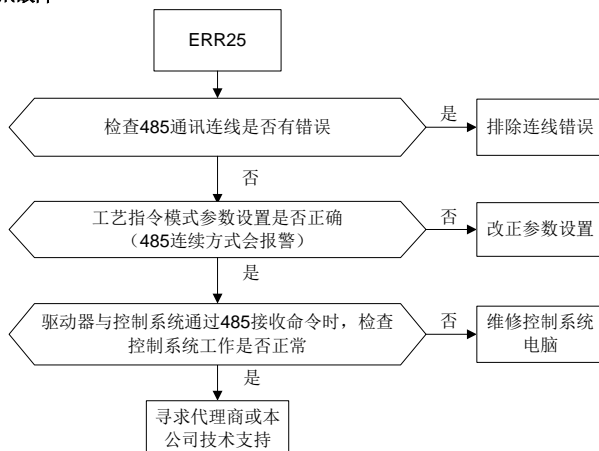 ERR25
检查485通讯连线是否有错误
是
排除连线错误
否
工艺指令模式参数设置是否正确
（485连续方式会报警）
否
改正参数设置
是
驱动器与控制系统通过485接收命令时，检查
控制系统工作是否正常
否
维修控制系统
电脑
是
寻求代理商或本
公司技术支持